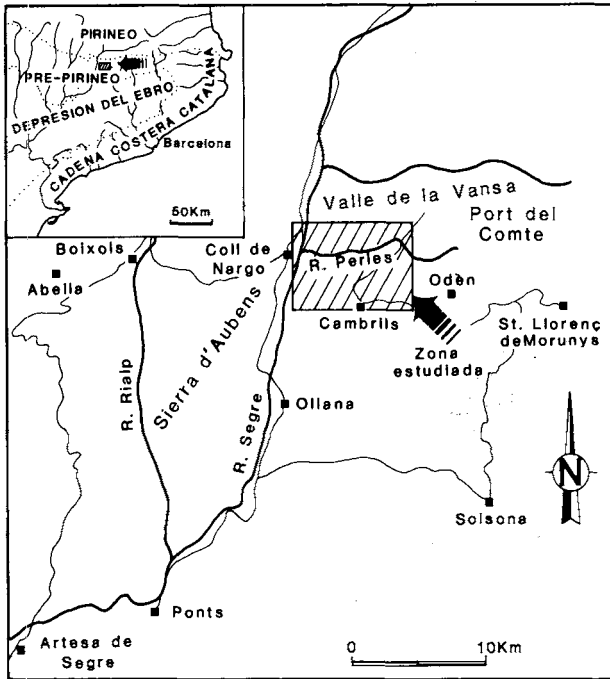 PIRINEO
PRE-PIRINEO
DEPRESION DEL EBRO
CADENA COSTERA CATALANA
Barcelona
50Km
Valle de la Vansa
Port del
Comte
Boixols
Coll de
Nargo
R. Perles
Abella
Odèn
Cambrils
St. Llorenç
de Morunys
Zona
estudiada
Sierra d'Aubens
R. Rialp
R. Segre
Ollana
N
Solsona
Ponts
Artesa de
Segre
0
10Km